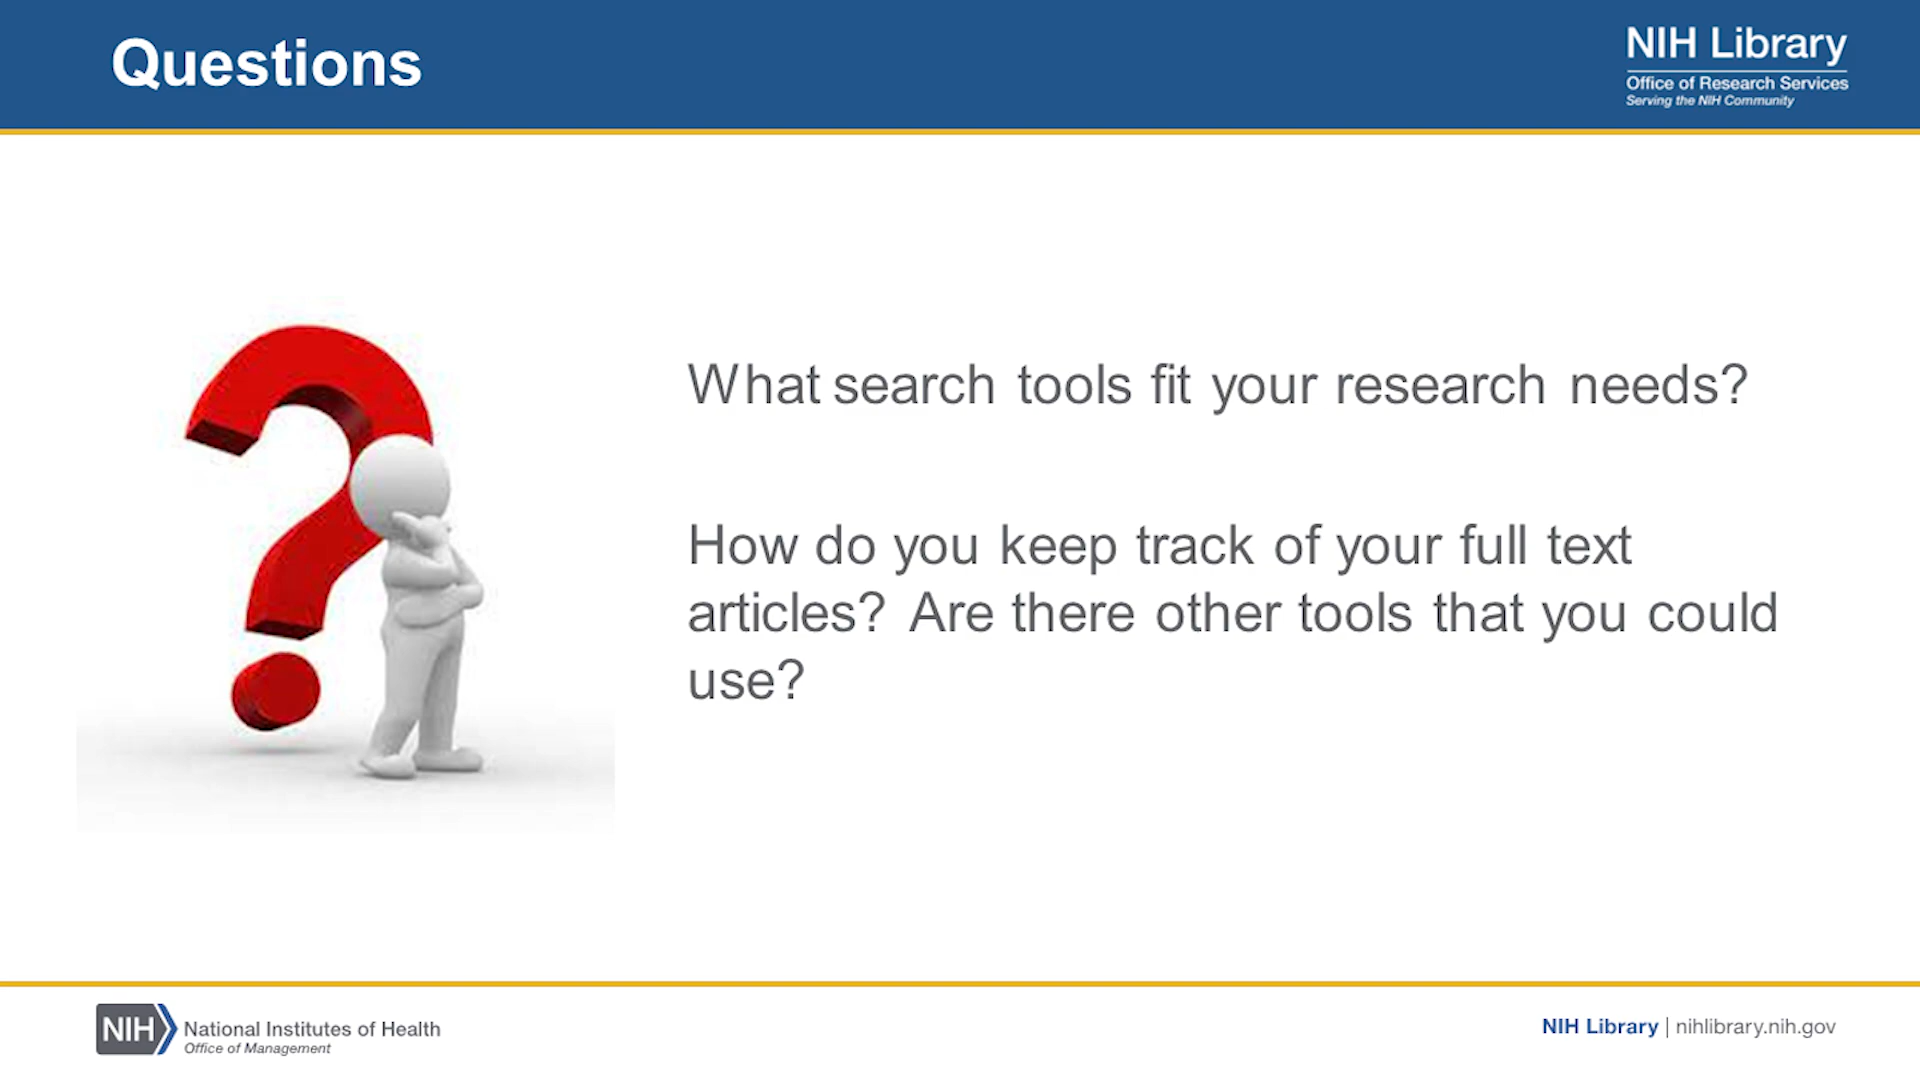 Questions
NIH Library
Office of Research Services
Serving the NIH Community
What search tools fit your research needs?
How do you keep track of your full text
articles? Are there other tools that you could
use?
NIH National Institutes of Health
Office of Management
NIH Library | nihlibrary.nih.gov